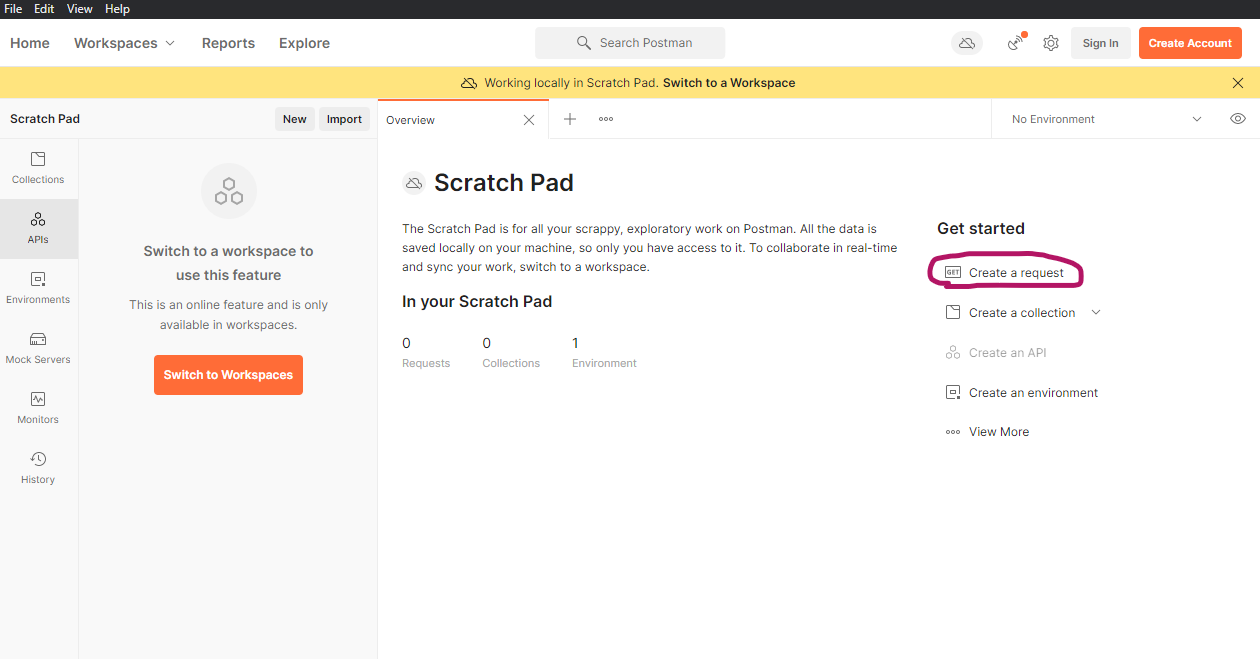 File Edit View Help
Home Workspaces Reports Explore Search Postman Sign In Create Account
Working locally in Scratch Pad. Switch to a Workspace
Scratch Pad New Import
Overview
No Environment
Collections
APIs
Environments
Mock Servers
Monitors
History
Switch to a workspace to
use this feature
This is an online feature and is only
available in workspaces.
Switch to Workspaces
Scratch Pad
The Scratch Pad is for all your scrappy, exploratory work on Postman. All the data is
saved locally on your machine, so only you have access to it. To collaborate in real-time
and sync your work, switch to a workspace.
In your Scratch Pad
0 0 1
Requests Collections Environment
Get started
GET Create a request
Create a collection
Create an API
Create an environment
View More